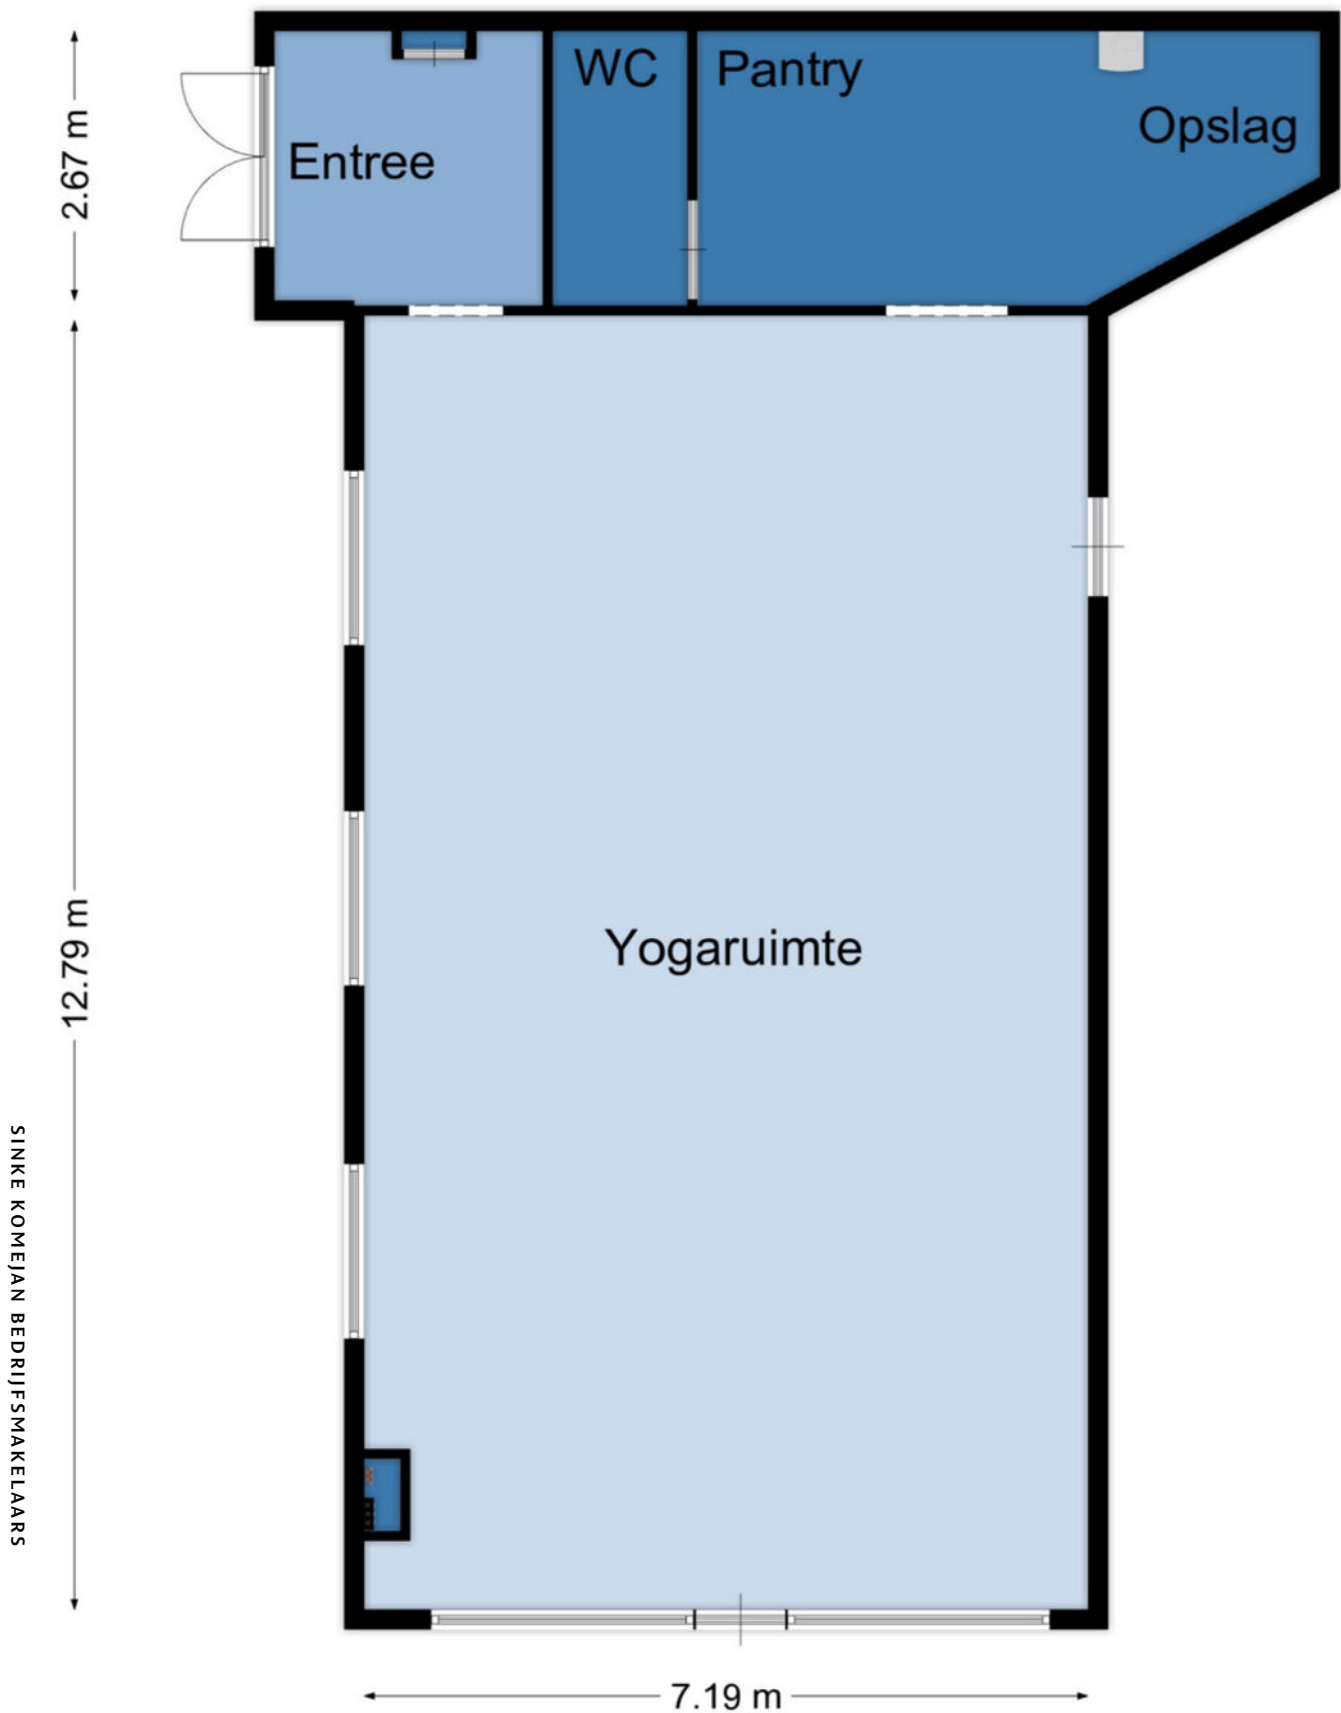 WC
Pantry
Opslag
Entree
2.67 m
Yogaruimte
12.79 m
SINKE KOMEJAN BEDRIJFSMAKELAARS
7.19 m